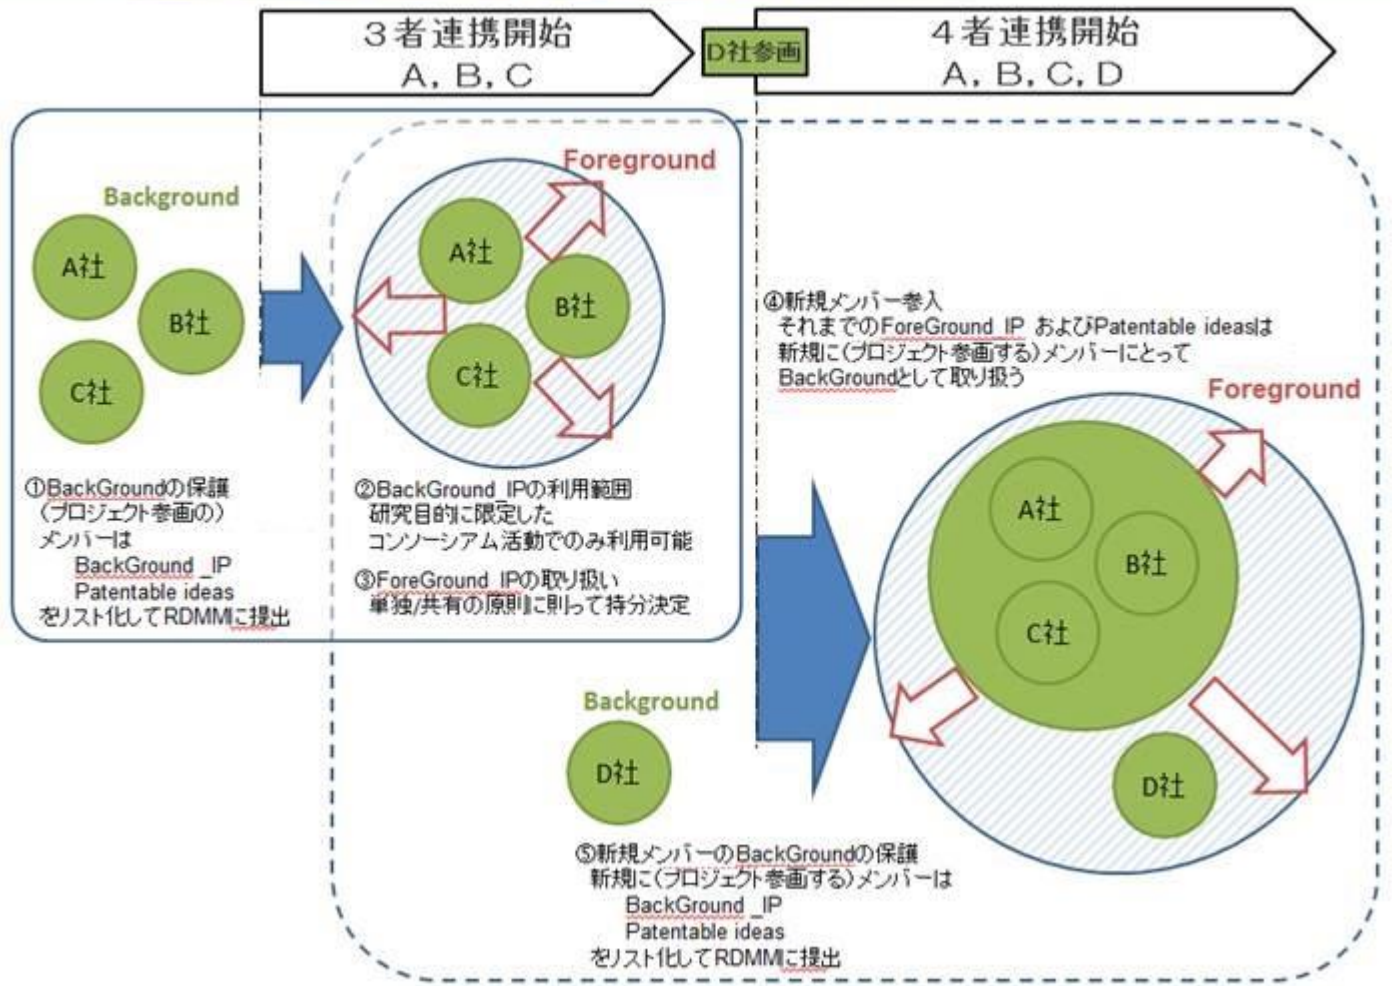 3者連携開始
A, B, C
D社参画
4者連携開始
A, B, C, D
Background
A社
B社
C社
Foreground
A社
B社
C社
①BackGroundの保護
(プロジェクト参画の)
メンバーは
BackGround _IP
Patentable ideas
をリスト化してRDMMに提出
②BackGround_IPの利用範囲
研究目的に限定した
コンソーシアム活動でのみ利用可能
③ForeGround_IPの取り扱い
単独/共有の原則に則って持分決定
④新規メンバー参入
それまでのForeGround_IP およびPatentable ideasは
新規に(プロジェクト参画する)メンバーにとって
BackGroundとして取り扱う
Foreground
A社
B社
C社
D社
Background
D社
⑤新規メンバーのBackGroundの保護
新規に(プロジェクト参画する)メンバーは
BackGround _IP
Patentable ideas
をリスト化してRDMMに提出